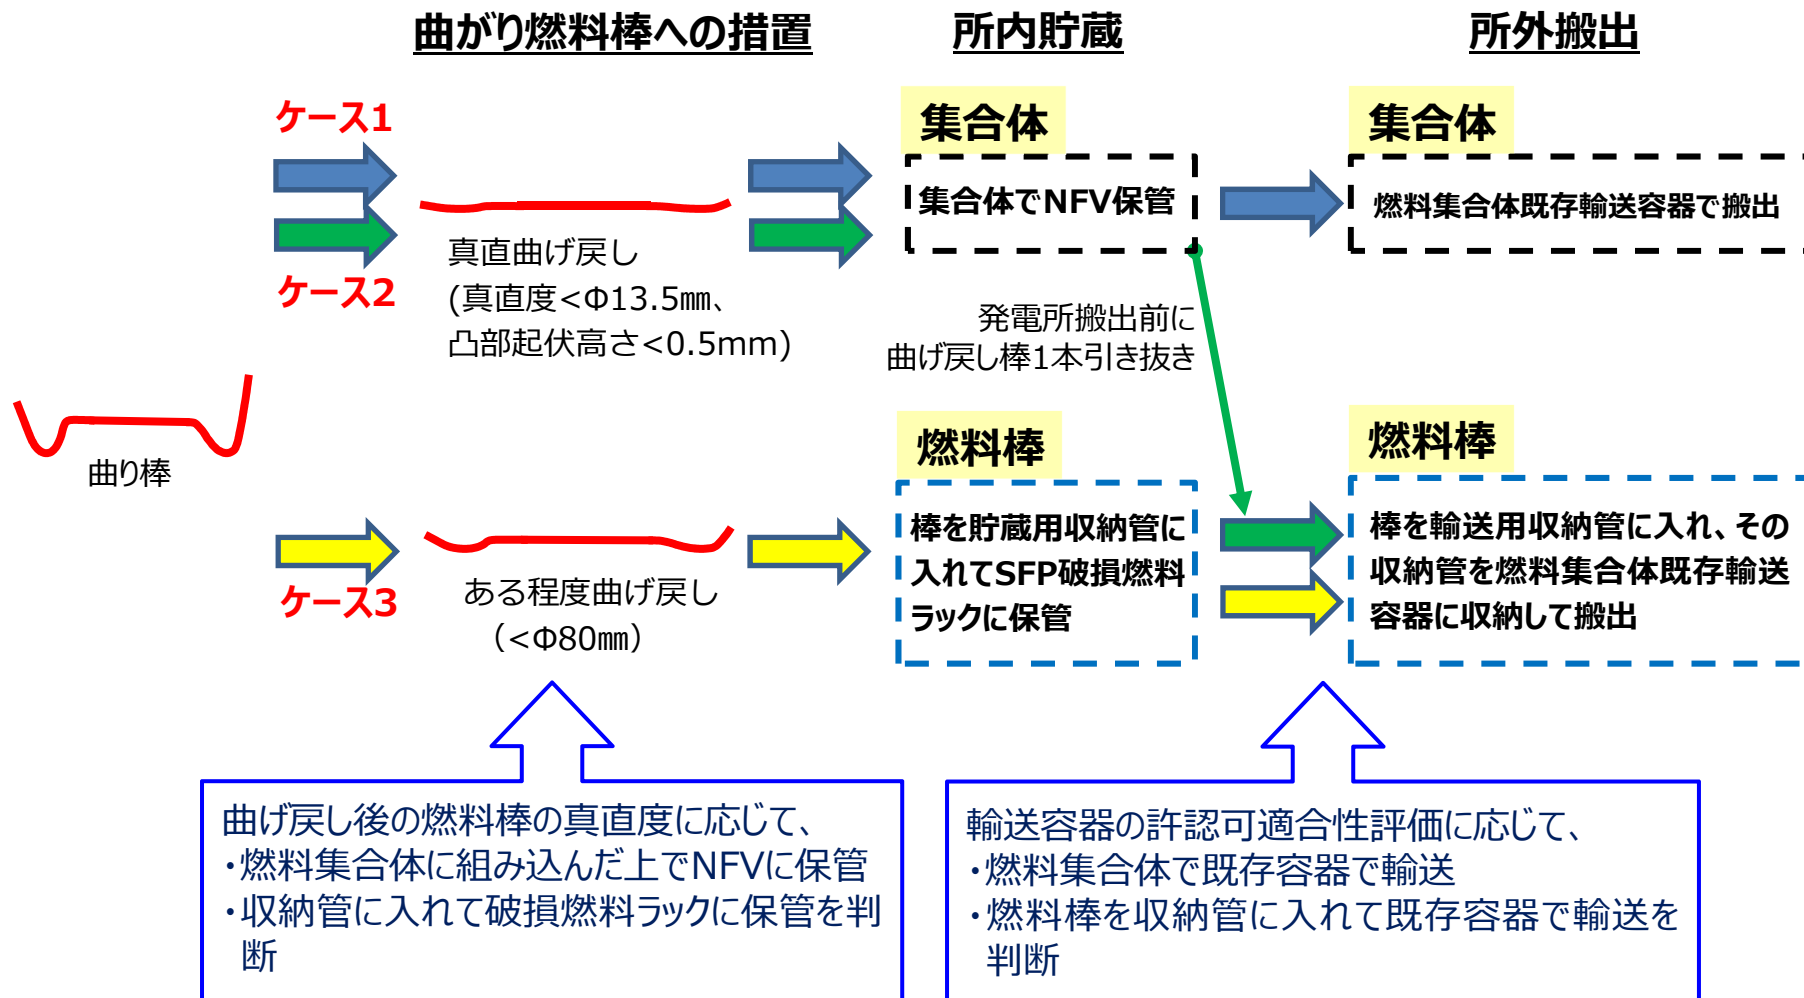 曲がり燃料棒への措置
所内貯蔵
所外搬出
ケース1
ケース2
真直曲げ戻し
(真直度<Φ13.5㎜、
凸部起伏高さ<0.5mm)
集合体
集合体でNFV保管
集合体
燃料集合体既存輸送容器で搬出
発電所搬出前に
曲げ戻し棒1本引き抜き
曲り棒
ケース3
ある程度曲げ戻し
（<Φ80㎜）
燃料棒
棒を貯蔵用収納管に
入れてSFP破損燃料
ラックに保管
燃料棒
棒を輸送用収納管に入れ、その
収納管を燃料集合体既存輸送
容器に収納して搬出
曲げ戻し後の燃料棒の真直度に応じて、
・燃料集合体に組み込んだ上でNFVに保管
・収納管に入れて破損燃料ラックに保管を判
断
輸送容器の許認可適合性評価に応じて、
・燃料集合体で既存容器で輸送
・燃料棒を収納管に入れて既存容器で輸送を
判断